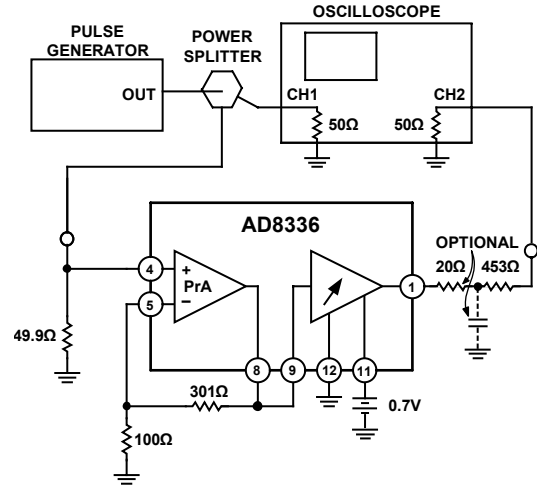 OSCILLOSCOPE
PULSE
GENERATOR
POWER
SPLITTER
OUT
CH1
CH2
50Ω
50Ω
AD8336
OPTIONAL
4
+
PrA
5
–
1
20Ω
453Ω
49.9Ω
8
9
12
11
301Ω
0.7V
100Ω